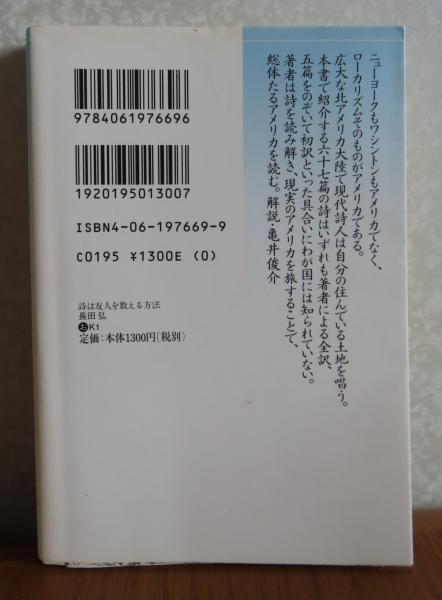 ニューヨークもワシントンもアメリカでなく、
ローカリズムそのものがアメリカである。
広大な北アメリカ大陸で現代詩人は自分の住んでいる土地を唱う。
本書で紹介する六十七篇の詩はいずれも著者による全訳、
五篇をのぞいて初訳といった具合にわが国には知られていない。
著者は詩を読み解き、現実のアメリカを旅することで、
総体たるアメリカを読む。解説・亀井俊介
9784061976696
1920195013007
ISBN4-06-197669-9
C0195 ¥1300E (0)
詩は友人を数える方法
長田 弘
おK1
定価：本体1300円(税別)